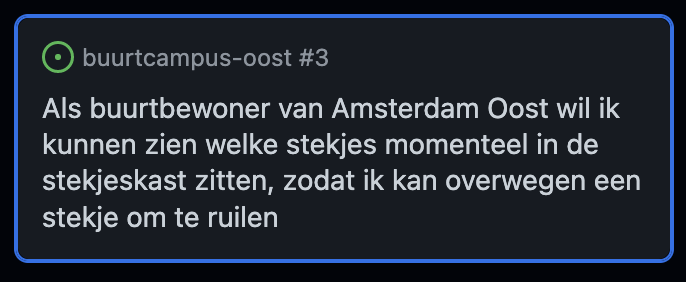 buurtcampus-oost #3
Als buurtbewoner van Amsterdam Oost wil ik
kunnen zien welke stekjes momenteel in de
stekjeskast zitten, zodat ik kan overwegen een
stekje om te ruilen